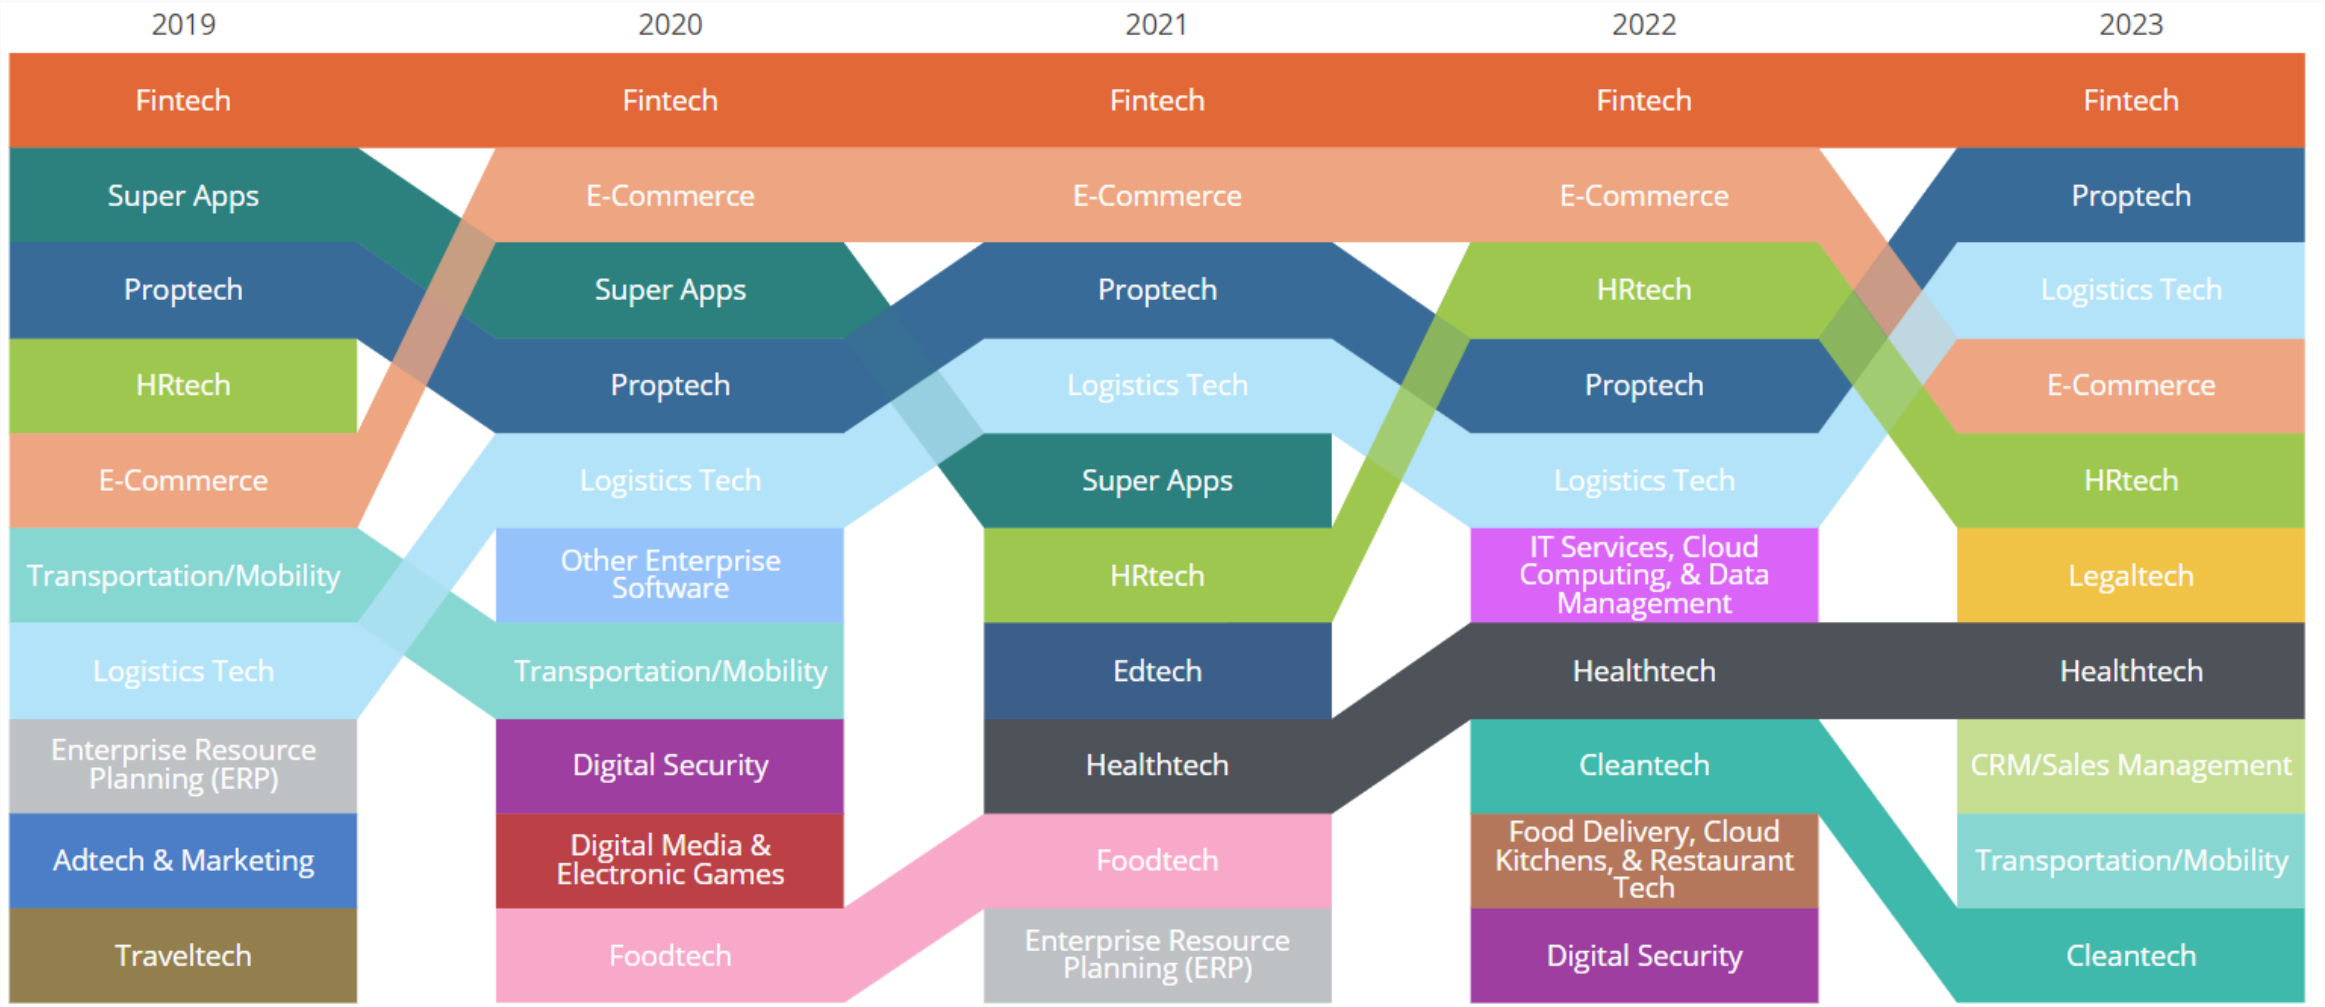 2019
2020
2021
2022
2023
Fintech
Fintech
Fintech
Fintech
Fintech
Super Apps
E-Commerce
E-Commerce
E-Commerce
Proptech
Proptech
Super Apps
Proptech
HRtech
Logistics Tech
HRtech
Proptech
Logistics Tech
Proptech
E-Commerce
E-Commerce
Logistics Tech
Super Apps
Logistics Tech
HRtech
Transportation/Mobility
Other Enterprise
Software
HRtech
IT Services, Cloud
Computing, & Data
Management
Legaltech
Logistics Tech
Transportation/Mobility
Edtech
Healthtech
Healthtech
Enterprise Resource
Planning (ERP)
Digital Security
Healthtech
Cleantech
CRM/Sales Management
Adtech & Marketing
Digital Media &
Electronic Games
Foodtech
Food Delivery, Cloud
Kitchens, & Restaurant
Tech
Transportation/Mobility
Traveltech
Foodtech
Enterprise Resource
Planning (ERP)
Digital Security
Cleantech